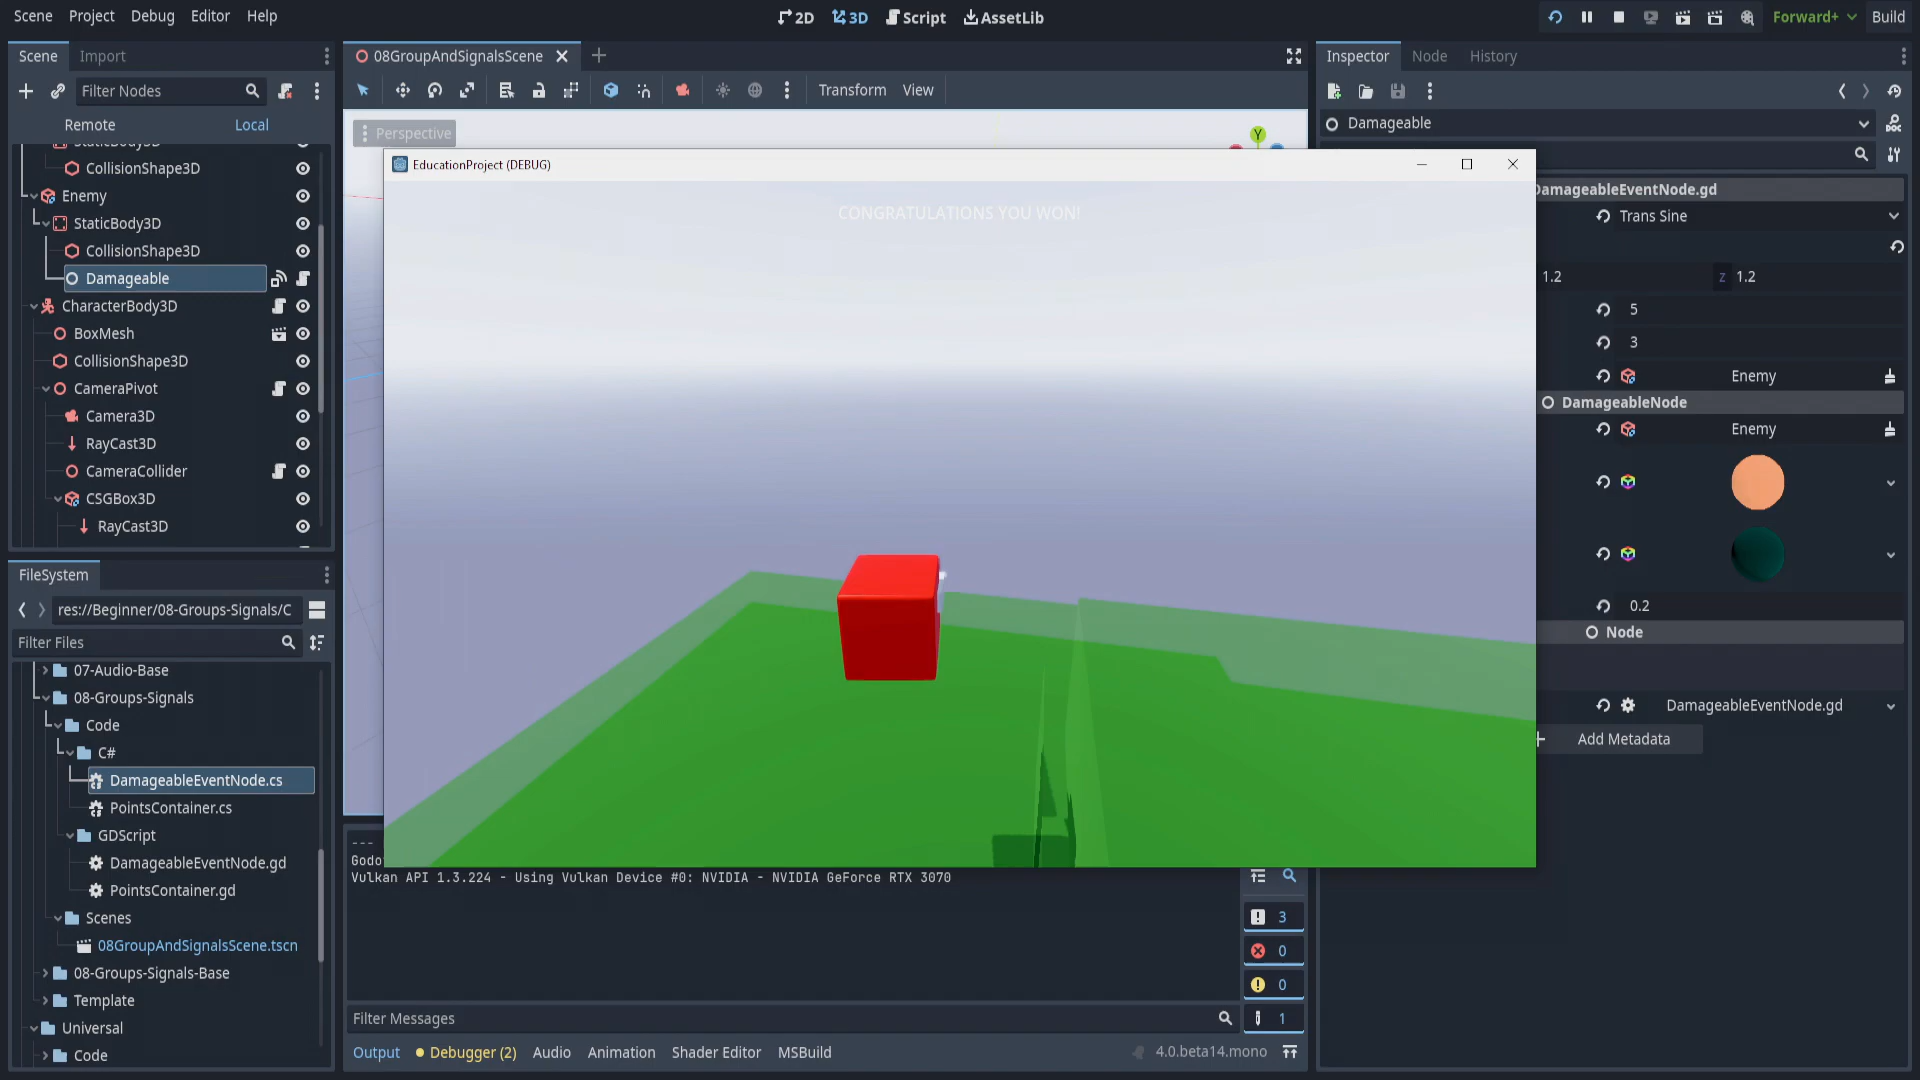 Scene Project Debug Editor Help
2D 3D Script AssetLib
Forward+ Build
Scene Import
08GroupAndSignalsScene
Inspector Node History
Filter Nodes
Transform View
Remote Local
Damageable
Perspective
Y
CollisionShape3D
Enemy
StaticBody3D
CollisionShape3D
Damageable
CharacterBody3D
BoxMesh
CollisionShape3D
CameraPivot
Camera3D
RayCast3D
CameraCollider
CSGBox3D
RayCast3D
EducationProject (DEBUG)
CONGRATULATIONS YOU WON!
DamageableEventNode.gd
Trans Sine
1.2 z 1.2
5
3
Enemy
DamageableNode
Enemy
0.2
Node
DamageableEventNode.gd
Add Metadata
FileSystem
res://Beginner/08-Groups-Signals/C
Filter Files
07-Audio-Base
08-Groups-Signals
Code
C#
DamageableEventNode.cs
PointsContainer.cs
GDScript
DamageableEventNode.gd
PointsContainer.gd
Scenes
08GroupAndSignalsScene.tscn
08-Groups-Signals-Base
Template
Universal
Code
---
Godo
Vulkan API 1.3.224 - Using Vulkan Device #0: NVIDIA - NVIDIA GeForce RTX 3070
3
0
0
1
Filter Messages
Output Debugger (2) Audio Animation Shader Editor MSBuild
4.0.beta14.mono